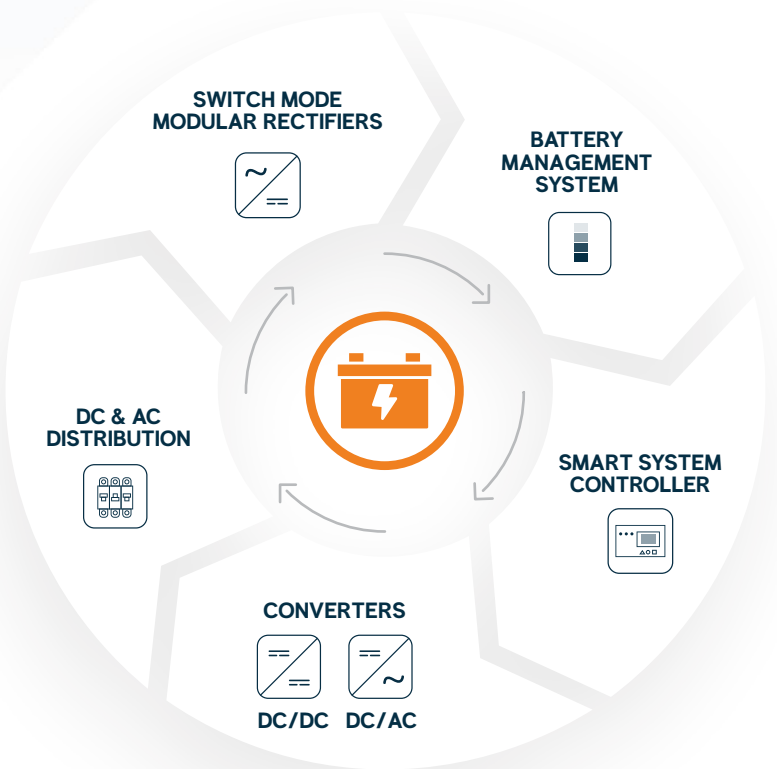 SWITCH MODE
MODULAR RECTIFIERS
BATTERY
MANAGEMENT
SYSTEM
SMART SYSTEM
CONTROLLER
CONVERTERS
DC/DC DC/AC
DC & AC
DISTRIBUTION